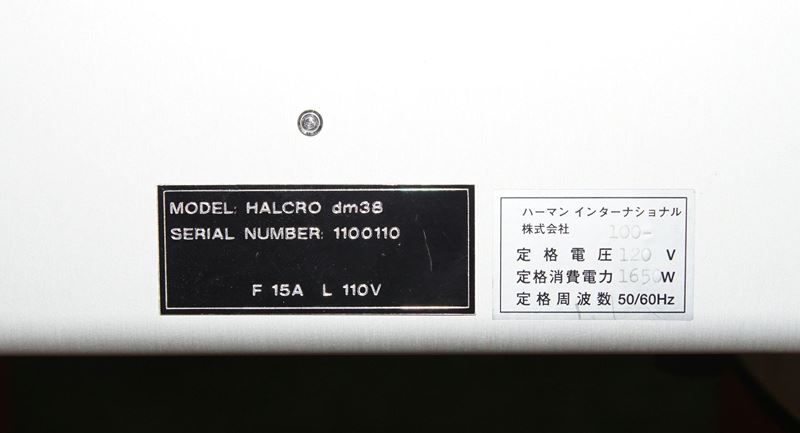 MODEL: HALCRO dm38
SERIAL NUMBER: 1100110
F 15A L 110V
ハーマン インターナショナル
株式会社
100-
定格電圧 120 V
定格消費電力 1650W
定格周波数 50/60Hz